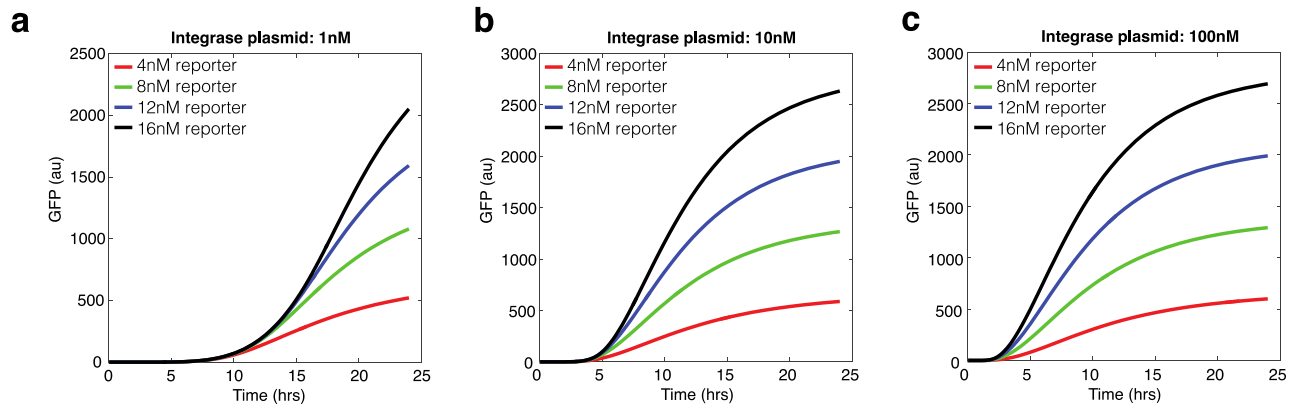 a
Integrase plasmid: 1nM
2500
2000
1500
1000
500
0
GFP (au)
4nM reporter
8nM reporter
12nM reporter
16nM reporter
0 5 10 15 20 25
Time (hrs)
b
Integrase plasmid: 10nM
3000
2500
2000
1500
1000
500
0
GFP (au)
4nM reporter
8nM reporter
12nM reporter
16nM reporter
0 5 10 15 20 25
Time (hrs)
c
Integrase plasmid: 100nM
3000
2500
2000
1500
1000
500
0
GFP (au)
4nM reporter
8nM reporter
12nM reporter
16nM reporter
0 5 10 15 20 25
Time (hrs)